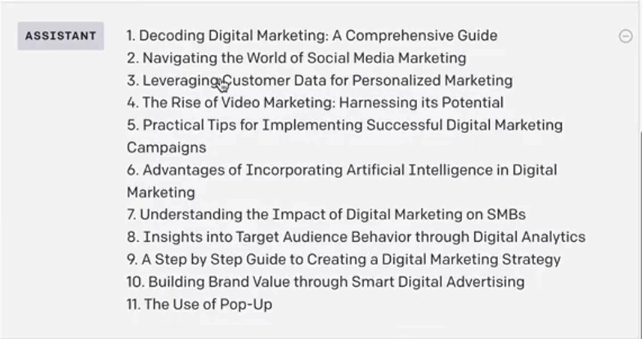 ASSISTANT
1. Decoding Digital Marketing: A Comprehensive Guide
2. Navigating the World of Social Media Marketing
3. Leveraging Customer Data for Personalized Marketing
4. The Rise of Video Marketing: Harnessing its Potential
5. Practical Tips for Implementing Successful Digital Marketing
Campaigns
6. Advantages of Incorporating Artificial Intelligence in Digital
Marketing
7. Understanding the Impact of Digital Marketing on SMBs
8. Insights into Target Audience Behavior through Digital Analytics
9. A Step by Step Guide to Creating a Digital Marketing Strategy
10. Building Brand Value through Smart Digital Advertising
11. The Use of Pop-Up